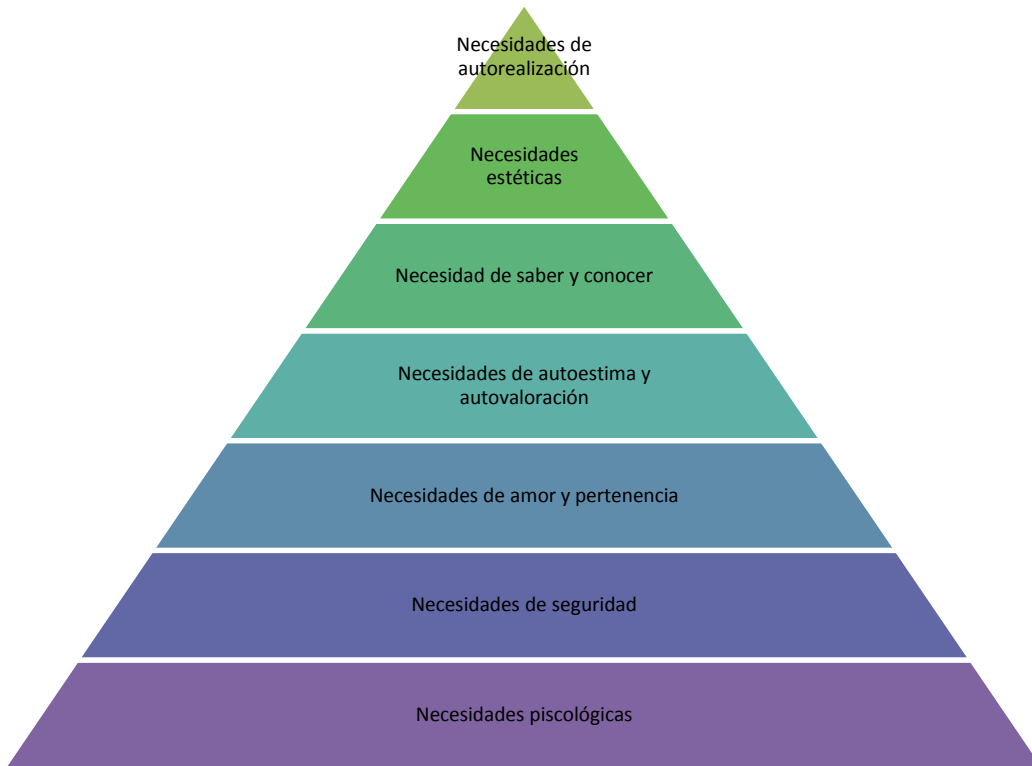 Necesidades de
autorealización
Necesidades
estéticas
Necesidad de saber y conocer
Necesidades de autoestima y
autovaloración
Necesidades de amor y pertenencia
Necesidades de seguridad
Necesidades piscológicas